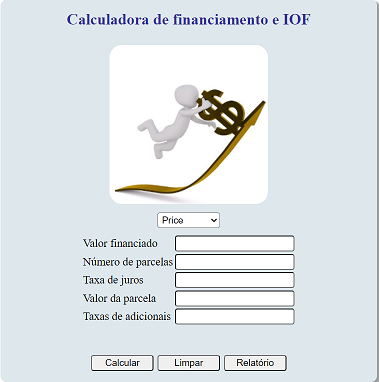 Calculadora de financiamento e IOF
$
Price
Valor financiado
Número de parcelas
Taxa de juros
Valor da parcela
Taxas de adicionais
Calcular Limpar Relatório